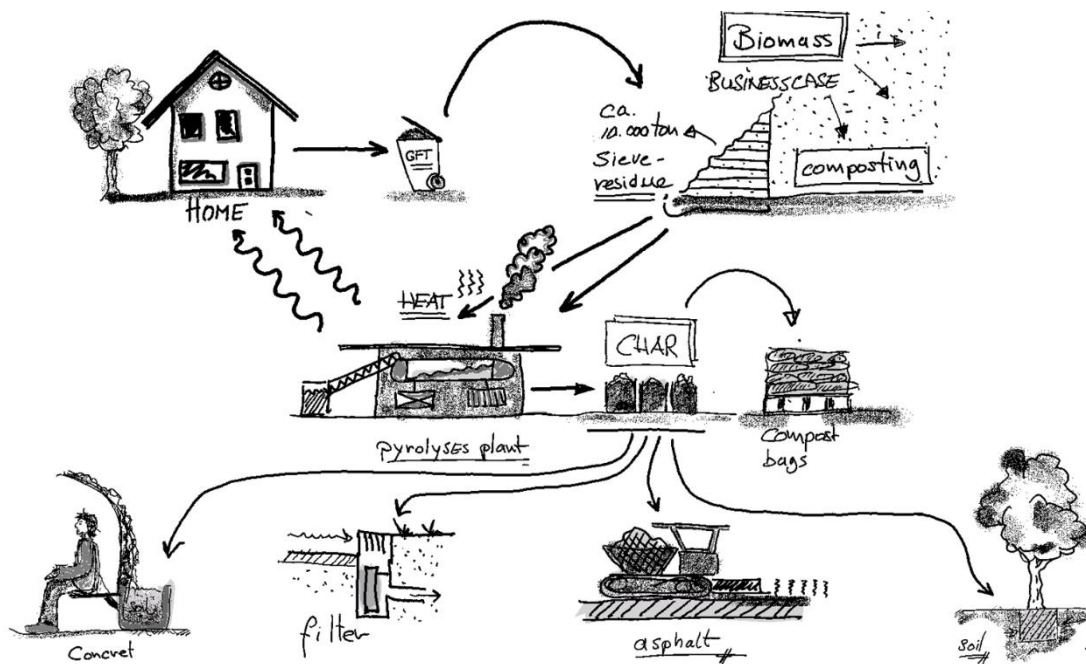 Biomass
BUSINESSCASE
ca.
10.000 ton
Sieve-
residue
composting
GFT
HOME
HEAT
CHAR
pyrolyses plant
Compost
bags
Concret
filter
asphalt
soil